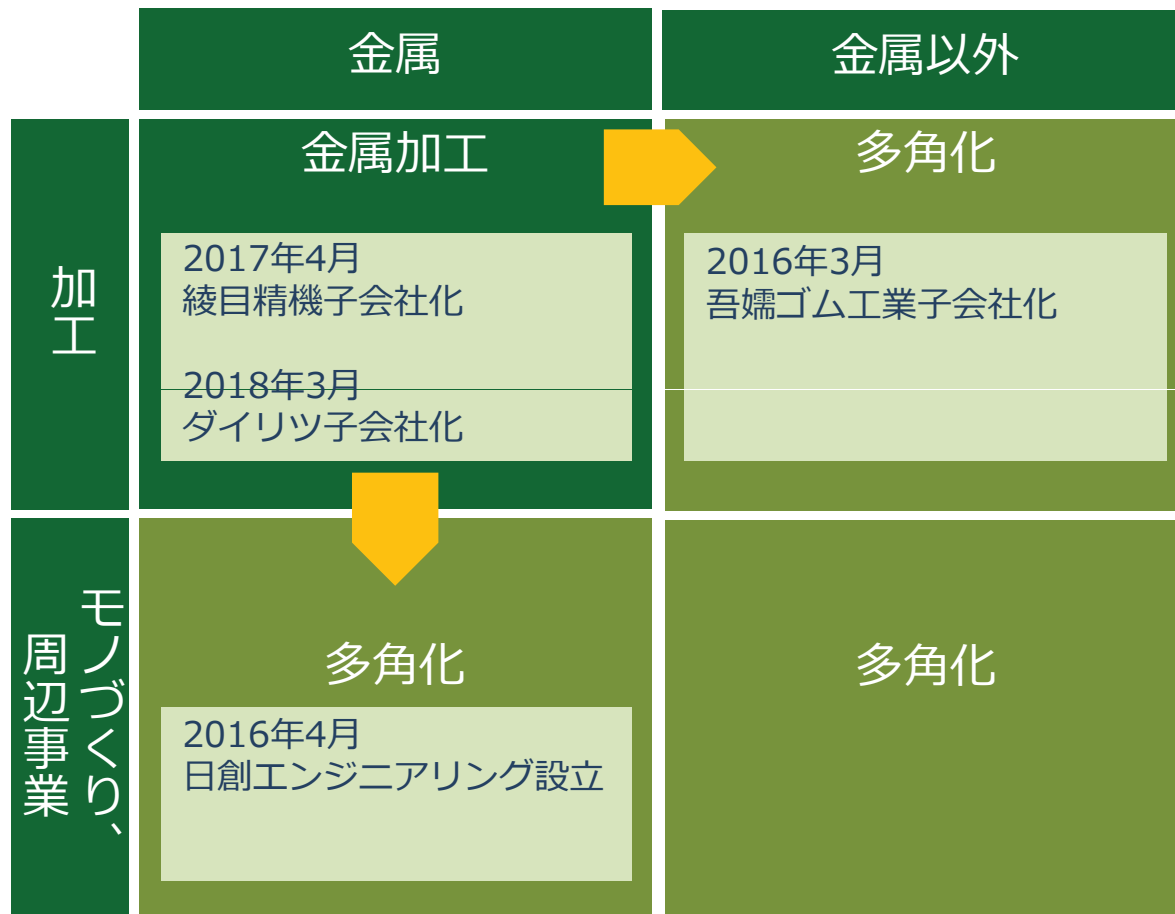 金属
金属以外
加工
金属加工
2017年4月
綾目精機子会社化
2018年3月
ダイリツ子会社化
多角化
2016年3月
吾嬬ゴム工業子会社化
モノづくり、
周辺事業
多角化
2016年4月
日創エンジニアリング設立
多角化